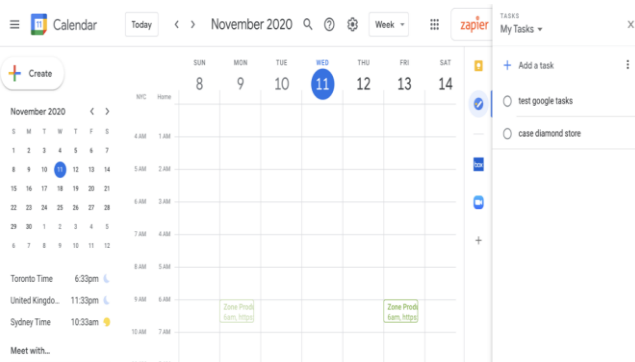 Calendar
Today
November 2020
Week
zapier
TASKS
My Tasks
Add a task
test google tasks
case diamond store
Create
November 2020
S M T W T F S
1 2 3 4 5 6 7
8 9 10 11 12 13 14
15 16 17 18 19 20 21
22 23 24 25 26 27 28
29 30 1 2 3 4 5
6 7 8 9 10 11 12
Toronto Time 6:33pm
United Kingdo... 11:33pm
Sydney Time 10:33am
Meet with...
SUN MON TUE WED THU FRI SAT
8 9 10 11 12 13 14
NYC Home
4 AM 1 AM
5 AM 2 AM
6 AM 3 AM
7 AM 4 AM
8 AM 5 AM
9 AM 6 AM
10 AM 7 AM
Zone Prod
6am, https
Zone Prod
6am, https